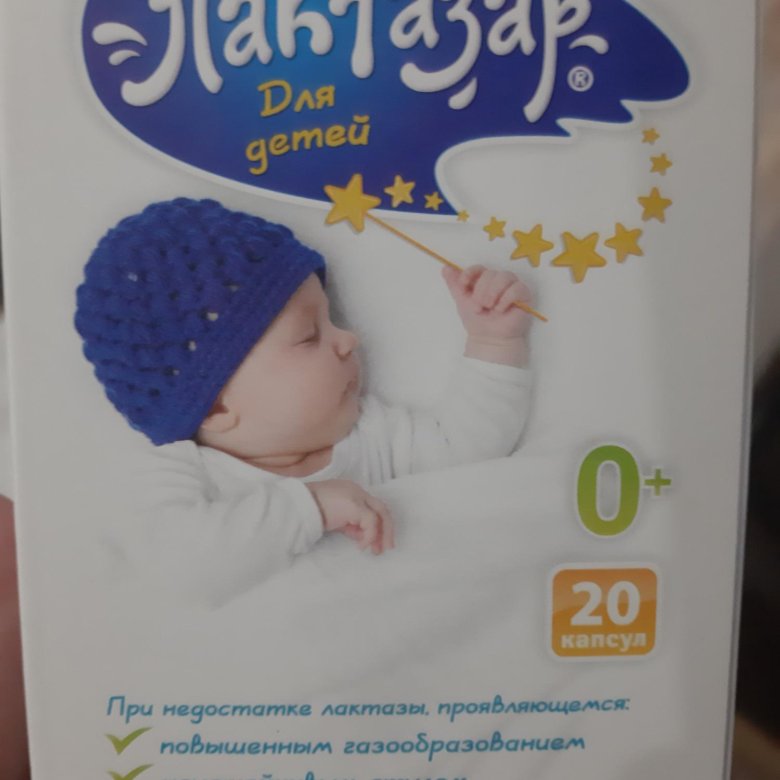 Лактазар®
Для
детей
0+
20
капсул
При недостатке лактазы, проявляющемся:
повышенным газообразованием